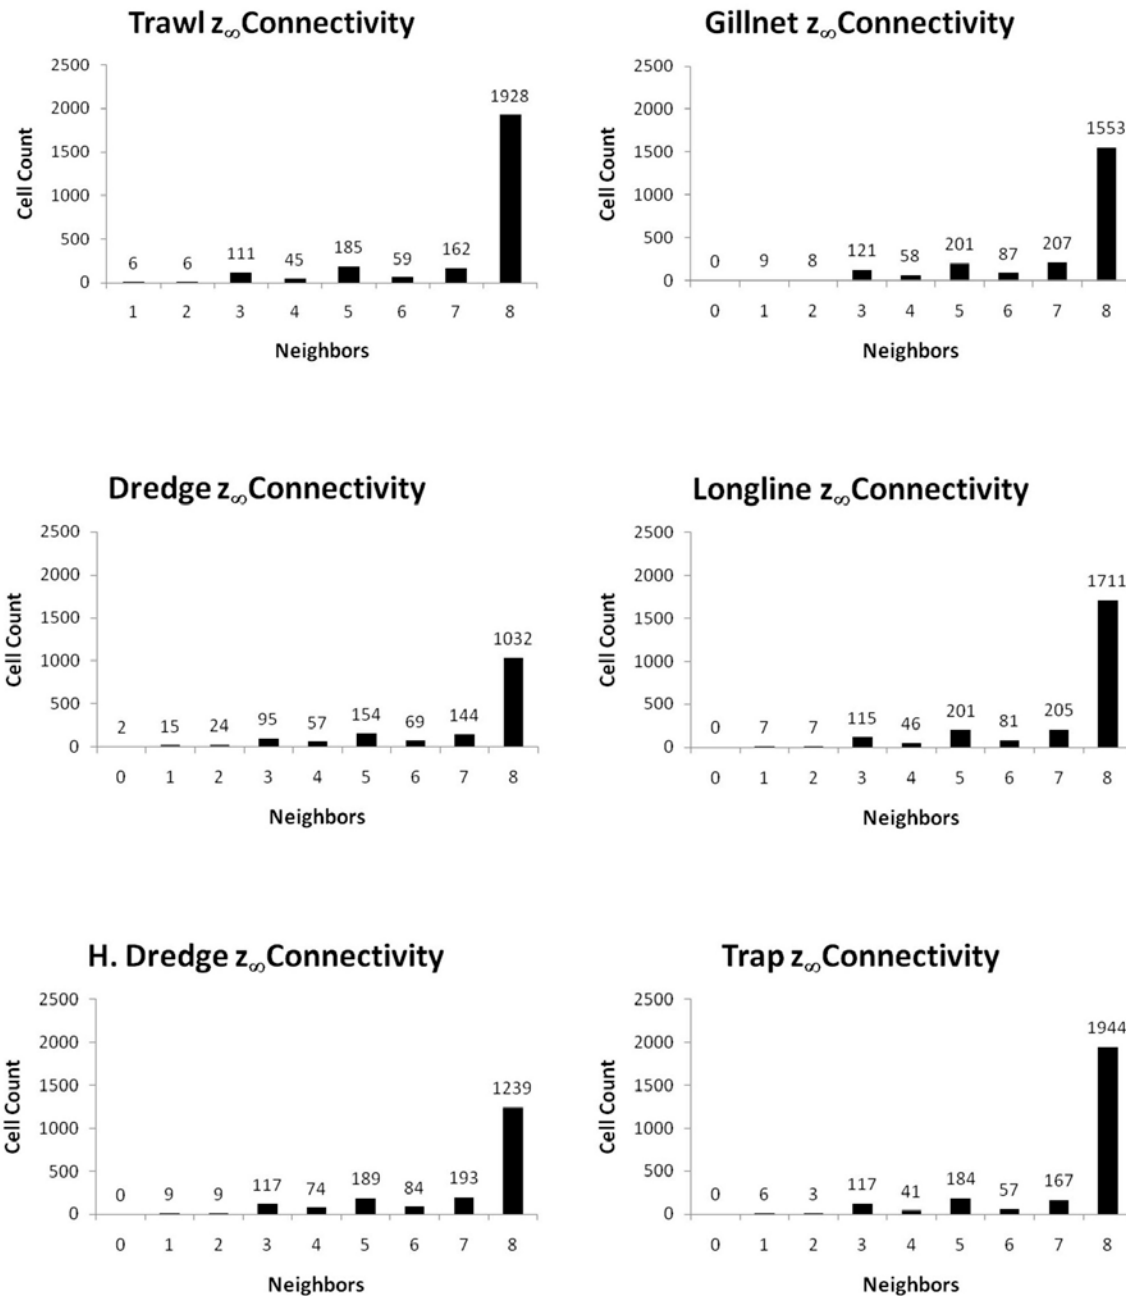 Trawl z∞Connectivity
2500
2000
1500
1000
500
0
Cell Count
6 6 111 45 185 59 162 1928
1 2 3 4 5 6 7 8
Neighbors
Gillnet z∞Connectivity
2500
2000
1500
1000
500
0
Cell Count
0 9 8 121 58 201 87 207 1553
0 1 2 3 4 5 6 7 8
Neighbors
Dredge z∞Connectivity
2500
2000
1500
1000
500
0
Cell Count
2 15 24 95 57 154 69 144 1032
0 1 2 3 4 5 6 7 8
Neighbors
Longline z∞Connectivity
2500
2000
1500
1000
500
0
Cell Count
0 7 7 115 46 201 81 205 1711
0 1 2 3 4 5 6 7 8
Neighbors
H. Dredge z∞Connectivity
2500
2000
1500
1000
500
0
Cell Count
0 9 9 117 74 189 84 193 1239
0 1 2 3 4 5 6 7 8
Neighbors
Trap z∞Connectivity
2500
2000
1500
1000
500
0
Cell Count
0 6 3 117 41 184 57 167 1944
0 1 2 3 4 5 6 7 8
Neighbors